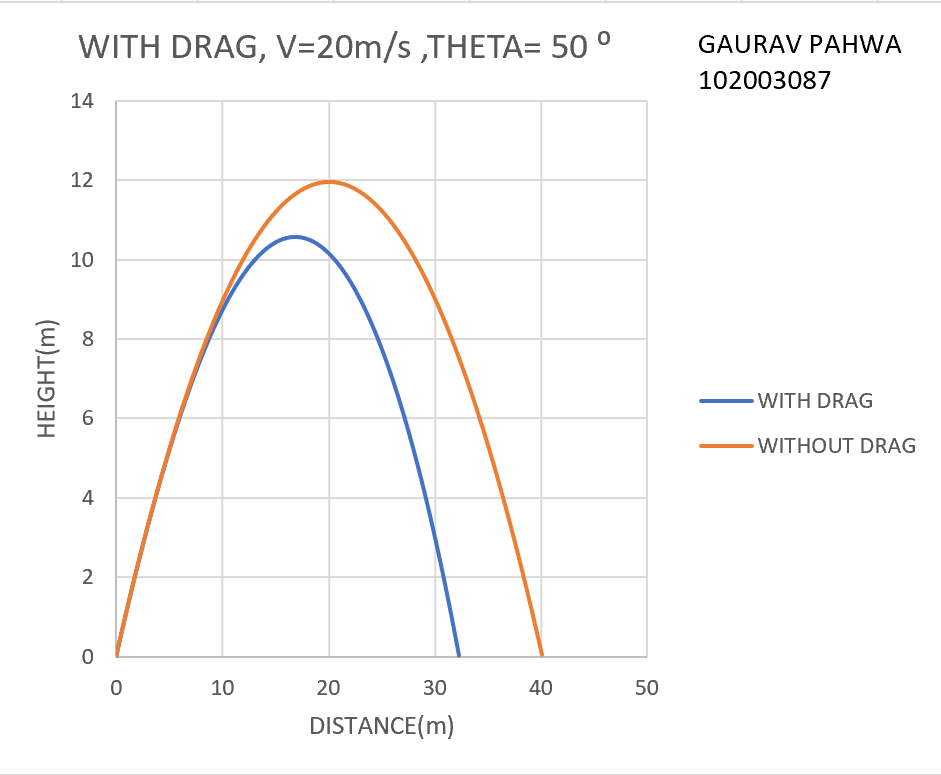 WITH DRAG, V=20m/s ,THETA= 50 ⁰
GAURAV PAHWA
102003087
14
12
10
8
6
4
2
0
HEIGHT(m)
0 10 20 30 40 50
DISTANCE(m)
WITH DRAG
WITHOUT DRAG